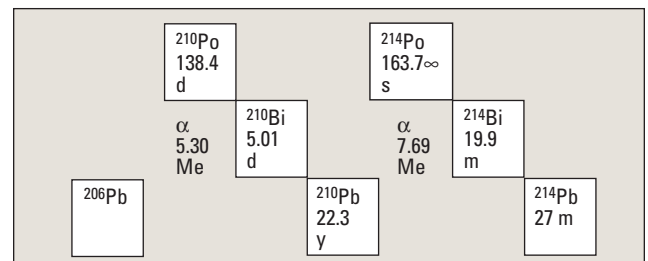 ²¹⁰Po
138.4
d
²¹⁴Po
163.7∞
s
α
5.30
Me
²¹⁰Bi
5.01
d
α
7.69
Me
²¹⁴Bi
19.9
m
²⁰⁶Pb
²¹⁰Pb
22.3
y
²¹⁴Pb
27 m